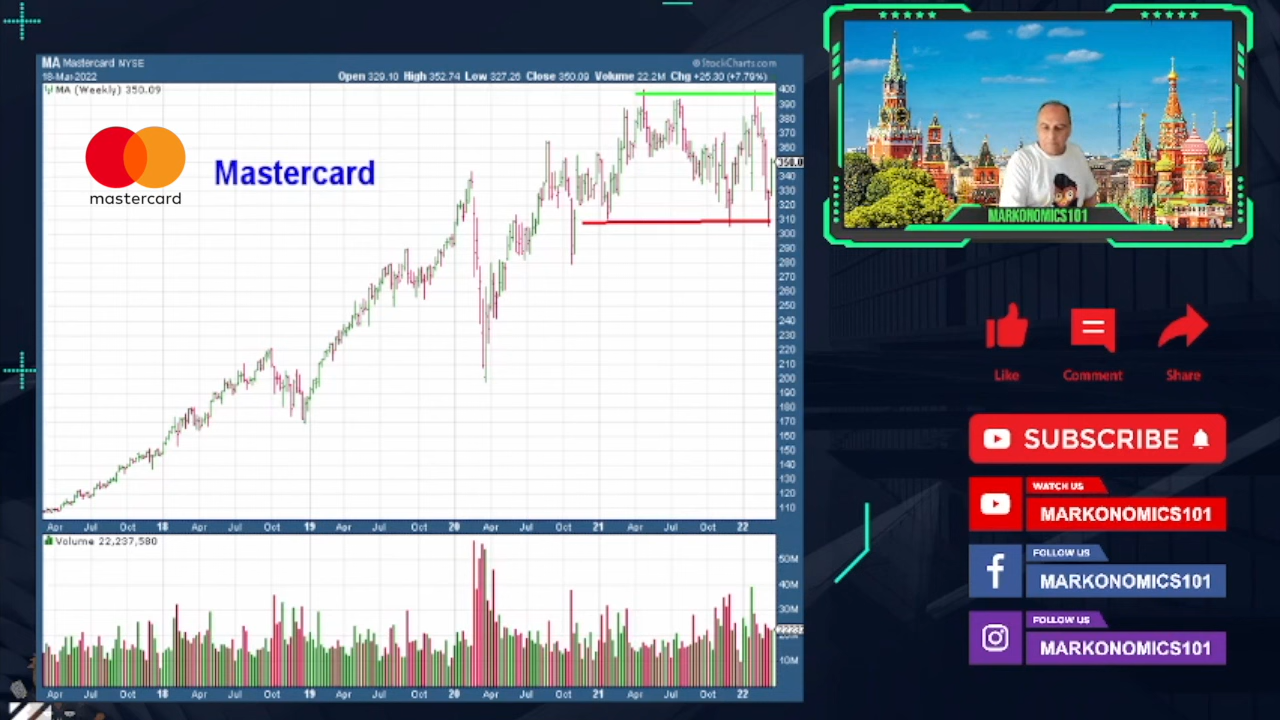 MA Mastercard NYSE
© StockCharts.com
18-Mar-2022
Open 329.10 High 352.74 Low 327.26 Close 350.09 Volume 22.2M Chg +25.30 (+7.79%)
MA (Weekly) 350.09
mastercard
Mastercard
400
390
380
370
360
350.0
340
330
320
310
300
290
280
270
260
250
240
230
220
210
200
190
180
170
160
150
140
130
120
110
Apr Jul Oct 18 Apr Jul Oct 19 Apr Jul Oct 20 Apr Jul Oct 21 Apr Jul Oct 22
Volume 22,237,580
50M
40M
30M
10M
Apr Jul Oct 18 Apr Jul Oct 19 Apr Jul Oct 20 Apr Jul Oct 21 Apr Jul Oct 22
MARKONOMICS101
Like Comment Share
SUBSCRIBE
WATCH US
MARKONOMICS101
FOLLOW US
MARKONOMICS101
FOLLOW US
MARKONOMICS101